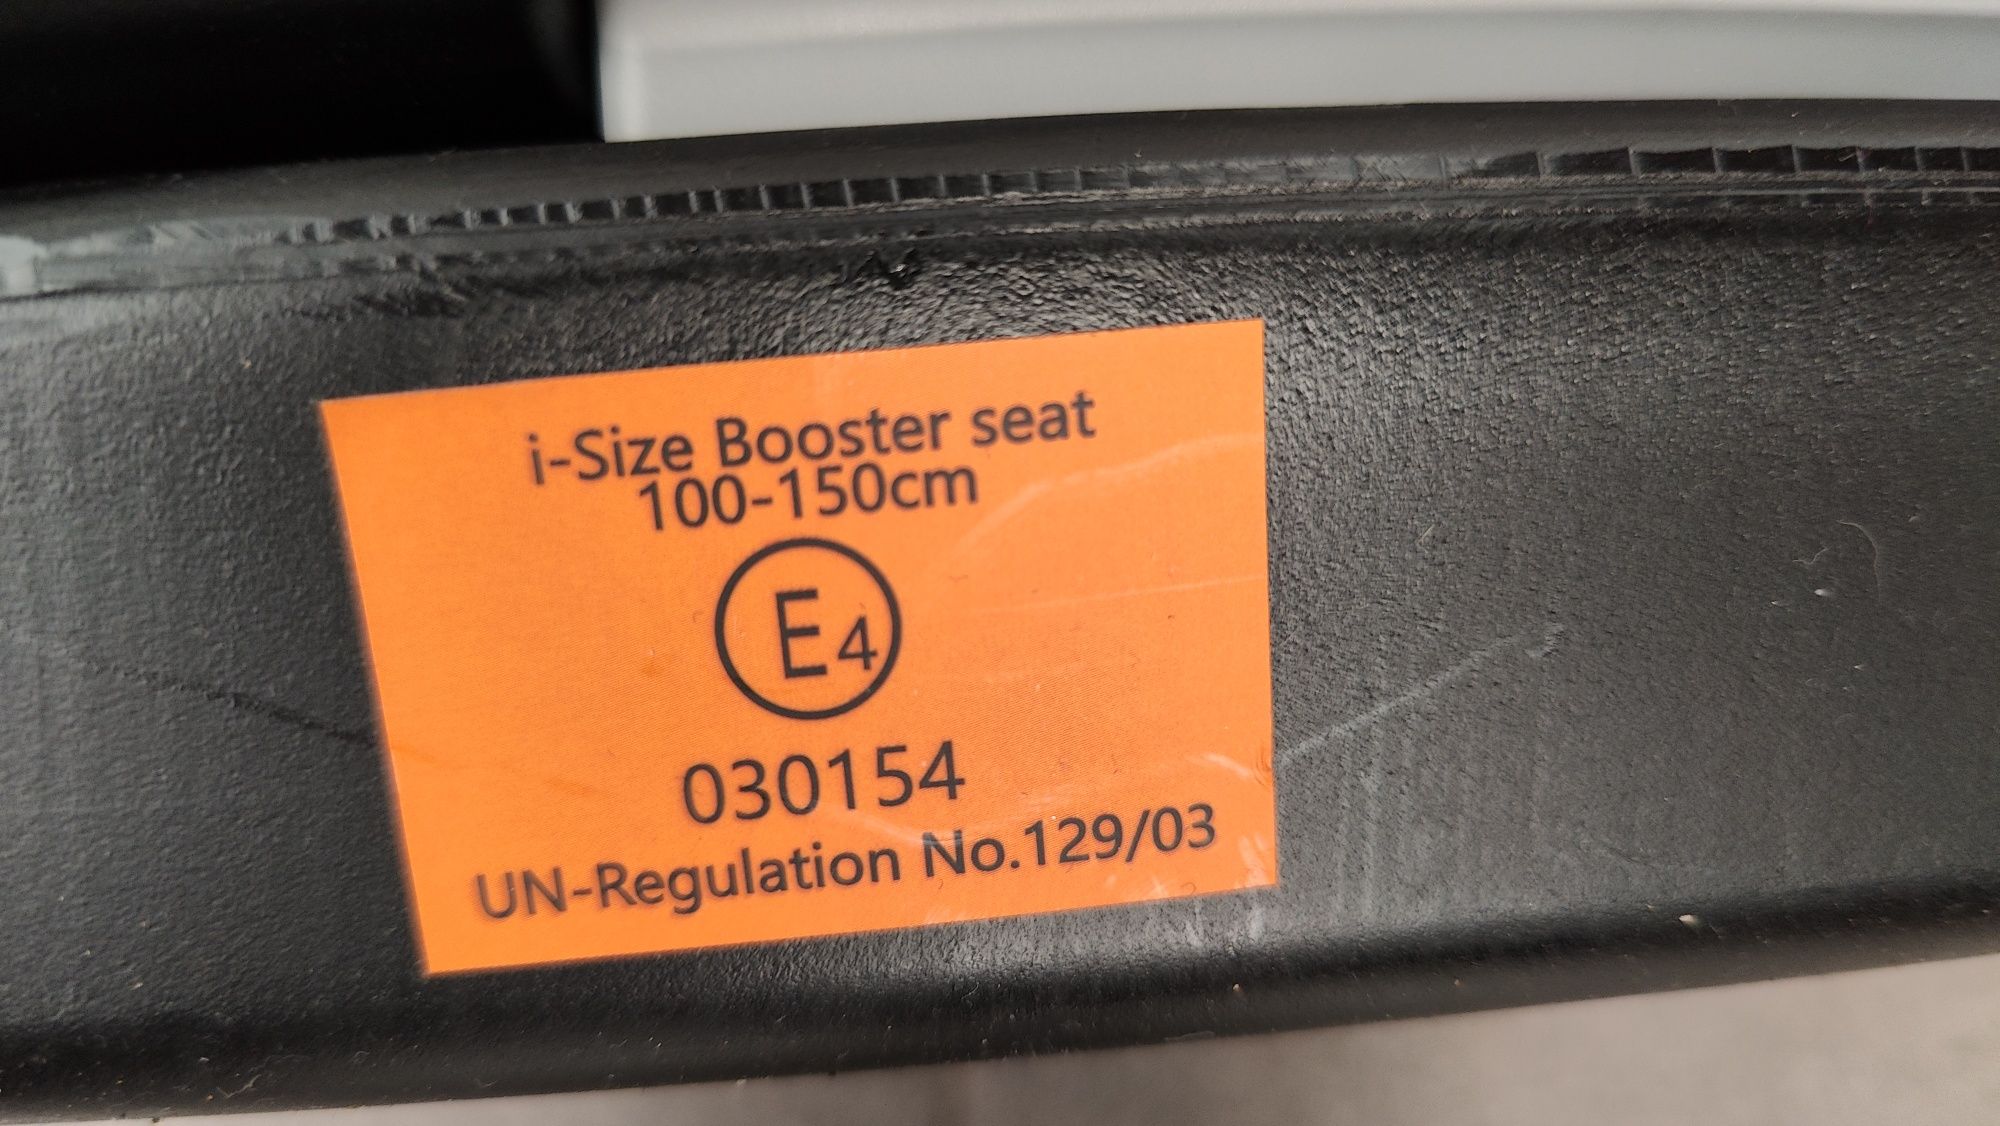 i-Size Booster seat
100-150cm
E4
030154
UN-Regulation No.129/03